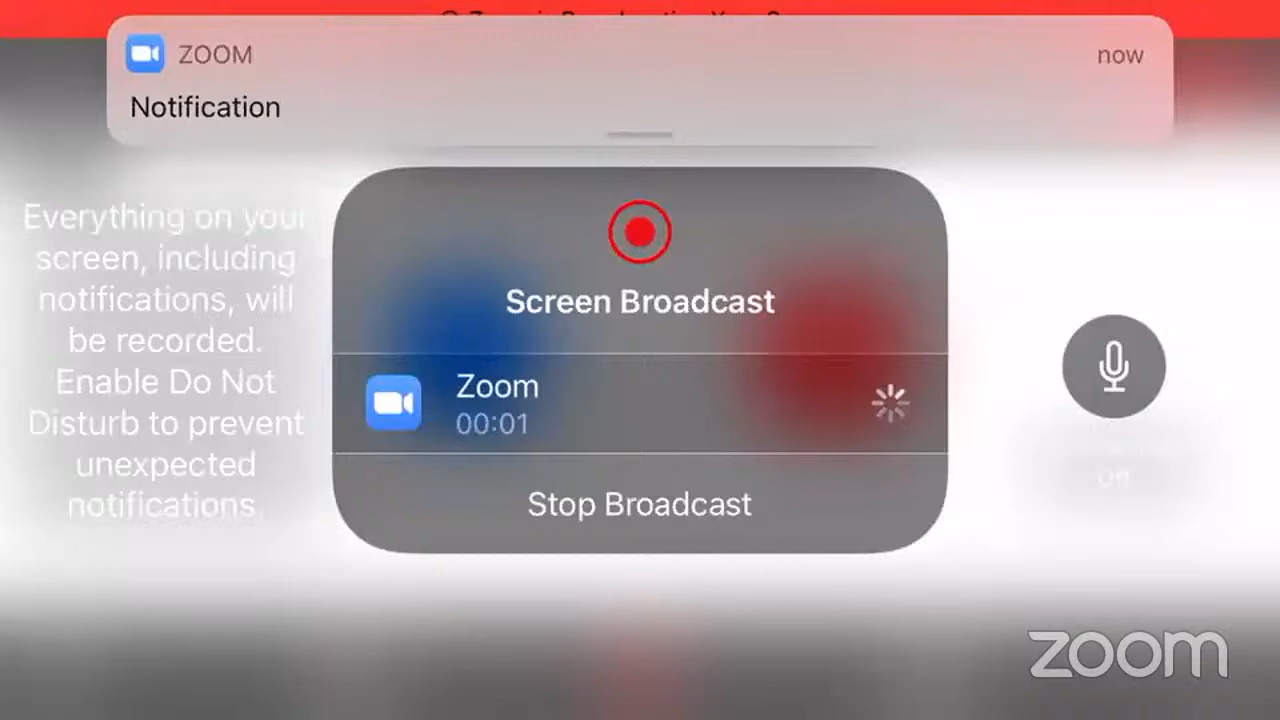 ZOOM
now
Notification
Everything on your
screen, including
notifications, will
be recorded.
Enable Do Not
Disturb to prevent
unexpected
notifications
Screen Broadcast
Zoom
00:01
Stop Broadcast
Off
zoom